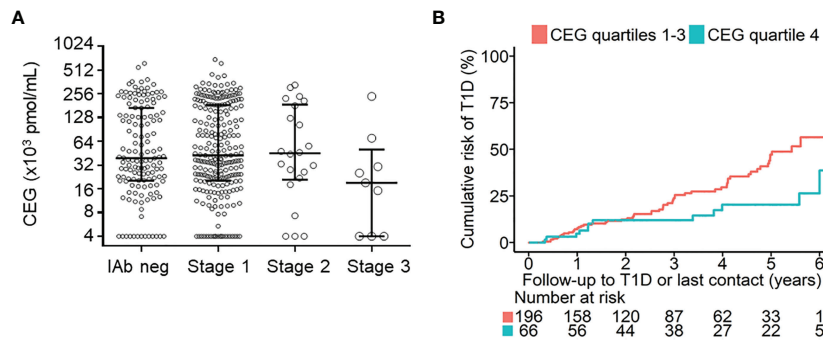 A
CEG (x10³ pmol/mL)
1024
512
256
128
64
32
16
8
4
IAb neg Stage 1 Stage 2 Stage 3
B
CEG quartiles 1-3 CEG quartile 4
Cumulative risk of T1D (%)
100
75
50
25
0
0 1 2 3 4 5 6
Follow-up to T1D or last contact (years)
Number at risk
196 158 120 87 62 33 1
66 56 44 38 27 22 5